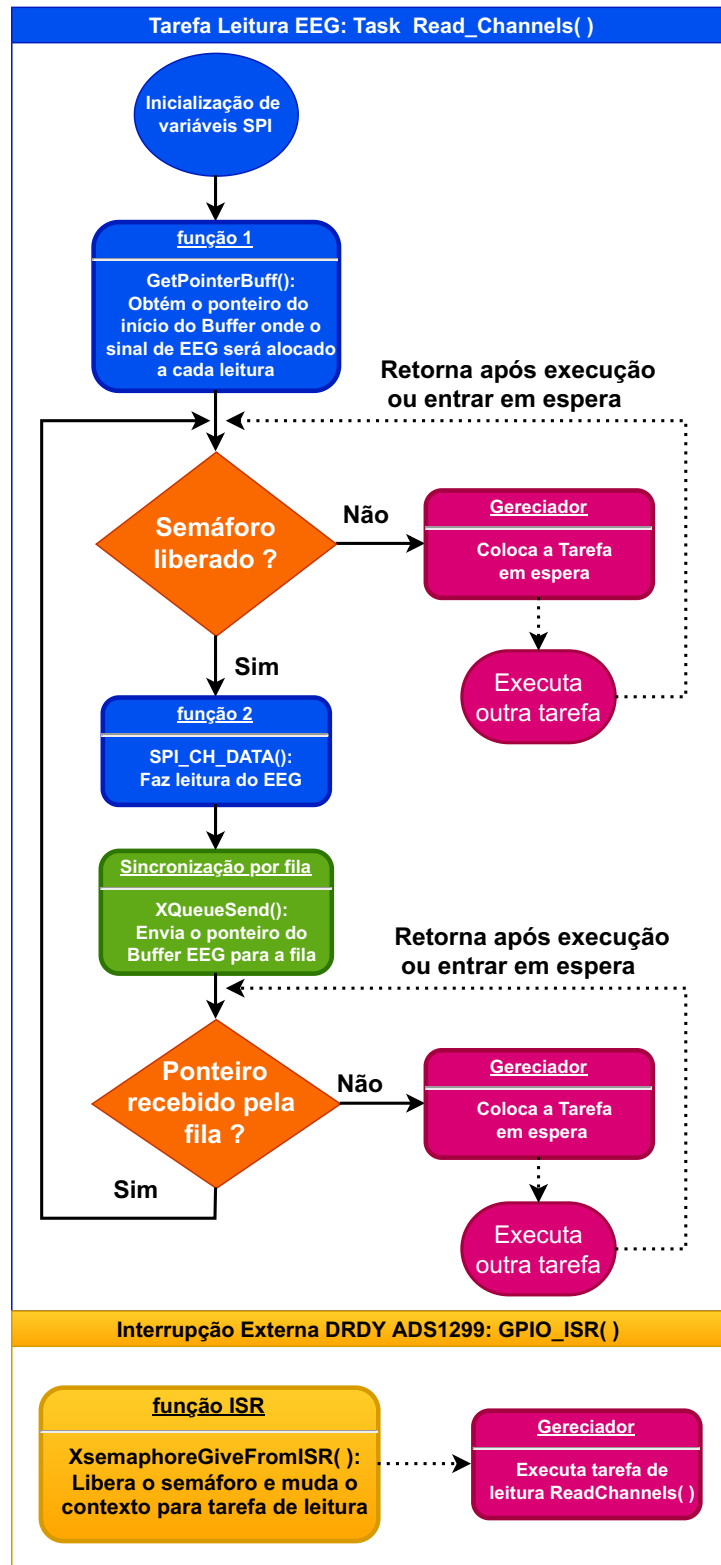 Tarefa Leitura EEG: Task Read_Channels( )
Inicialização de
variáveis SPI
função 1
GetPointerBuff():
Obtém o ponteiro do
início do Buffer onde o
sinal de EEG será alocado
a cada leitura
Retorna após execução
ou entrar em espera
Semáforo
liberado ?
Não
Gereciador
Coloca a Tarefa
em espera
Sim
Executa
outra tarefa
função 2
SPI_CH_DATA():
Faz leitura do EEG
Sincronização por fila
XQueueSend():
Envia o ponteiro do
Buffer EEG para a fila
Retorna após execução
ou entrar em espera
Ponteiro
recebido pela
fila ?
Não
Gereciador
Coloca a Tarefa
em espera
Sim
Executa
outra tarefa
Interrupção Externa DRDY ADS1299: GPIO_ISR( )
função ISR
XsemaphoreGiveFromISR( ):
Libera o semáforo e muda o
contexto para tarefa de leitura
Gereciador
Executa tarefa de
leitura ReadChannels( )